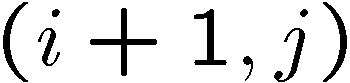 (i + 1, j)